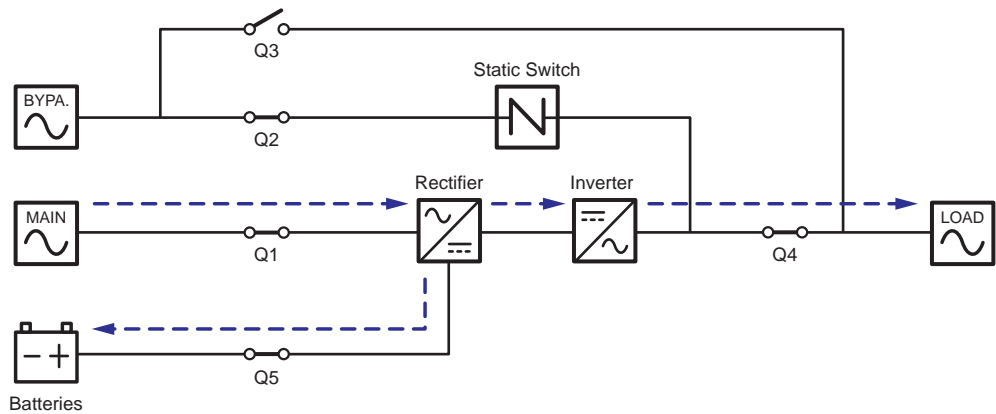 Q3
Static Switch
BYPA.
Q2
Rectifier
Inverter
MAIN
LOAD
Q1
Q4
Q5
Batteries